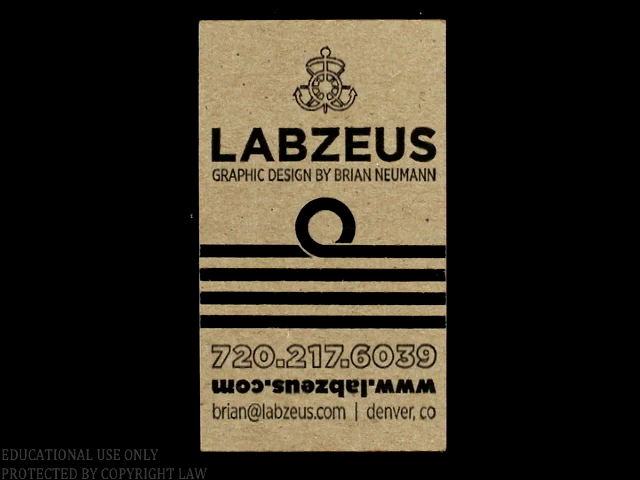 LABZEUS
GRAPHIC DESIGN BY BRIAN NEUMANN
720.217.6039
www.labzeus.com
brian@labzeus.com | denver, co
EDUCATIONAL USE ONLY
PROTECTED BY COPYRIGHT LAW